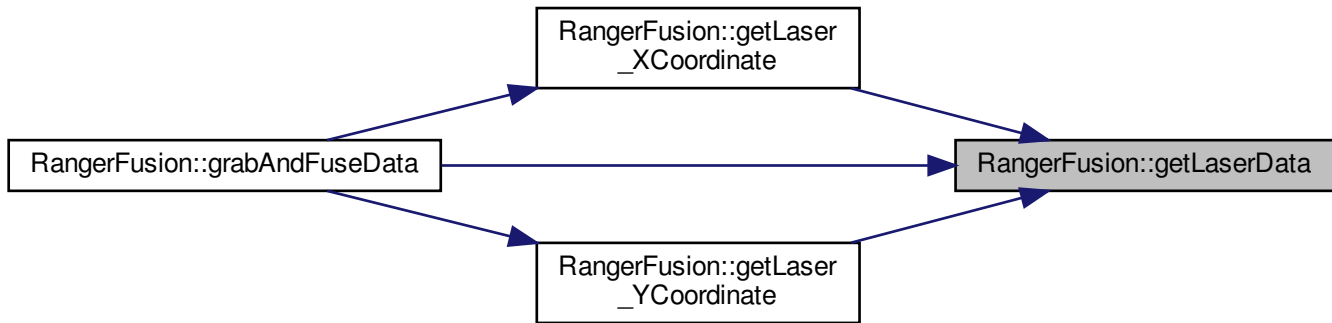 RangerFusion::getLaser
_XCoordinate
RangerFusion::grabAndFuseData
RangerFusion::getLaserData
RangerFusion::getLaser
_YCoordinate